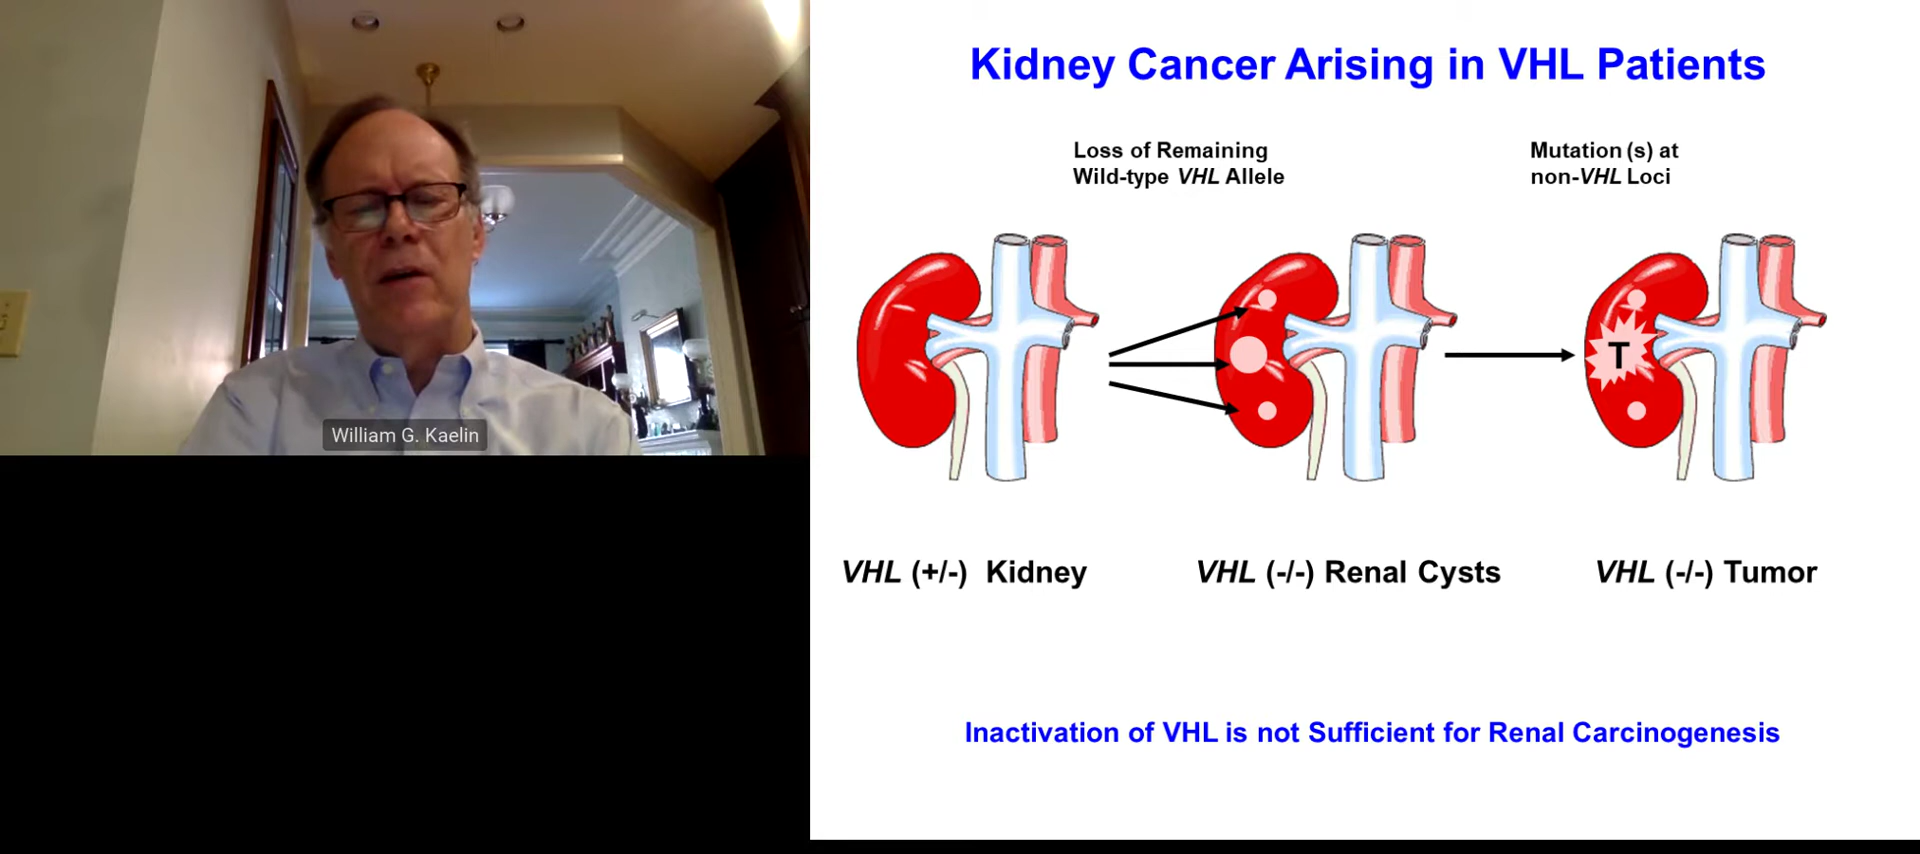 William G. Kaelin
Kidney Cancer Arising in VHL Patients
Loss of Remaining
Wild-type VHL Allele
Mutation (s) at
non-VHL Loci
T
VHL (+/-) Kidney
VHL (-/-) Renal Cysts
VHL (-/-) Tumor
Inactivation of VHL is not Sufficient for Renal Carcinogenesis